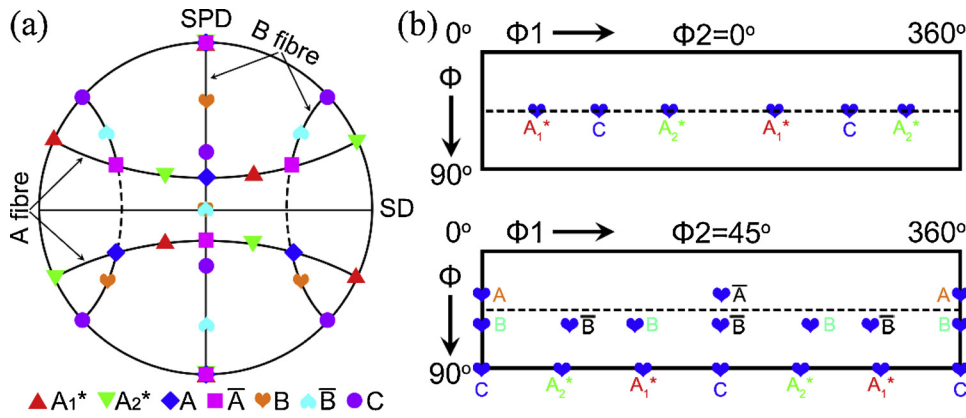 (a)
SPD
B fibre
A fibre
SD
A₁* A₂* A A̅ B B̅ C
(b)
0° Φ1 Φ2=0° 360°
Φ
A₁* C A₂* A₁* C A₂*
90°
0° Φ1 Φ2=45° 360°
Φ
A A̅ A
B B̅ B B̅ B B̅ B
90°
C A₂* A₁* C A₂* A₁* C